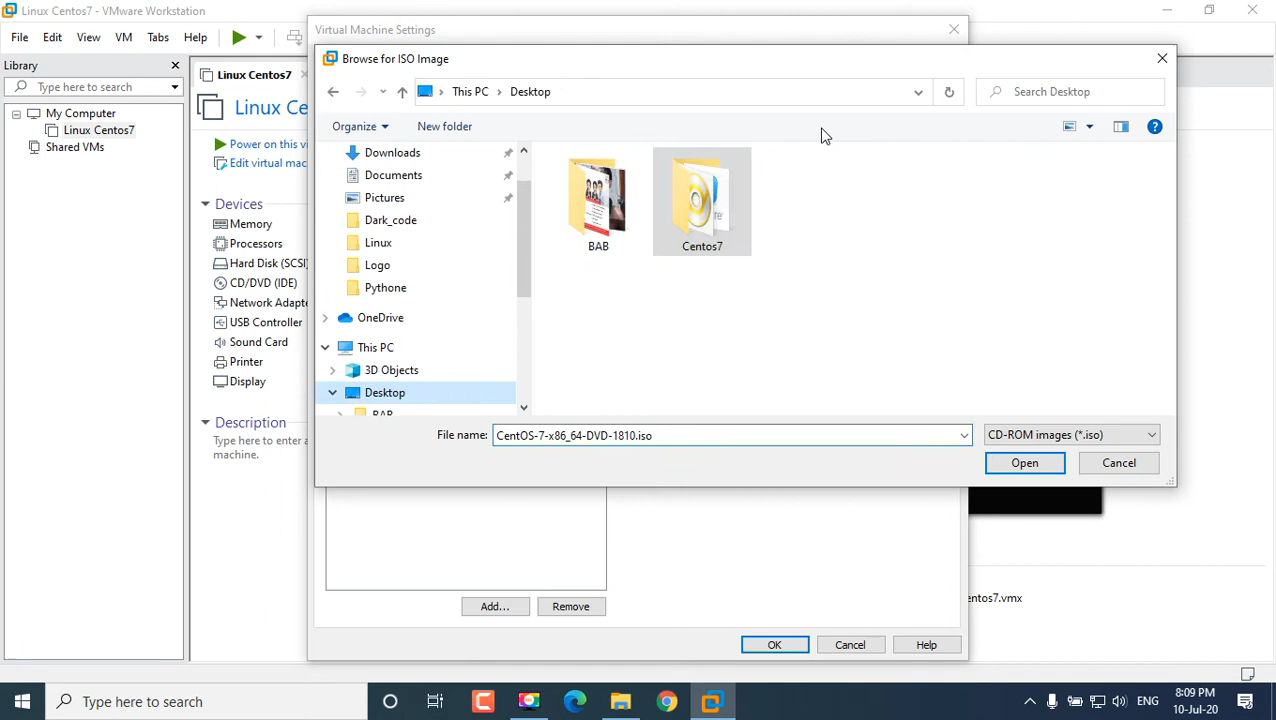 Linux Centos7 - VMware Workstation
File Edit View VM Tabs Help
Library
Type here to search
My Computer
Linux Centos7
Shared VMs
Linux Centos7
Linux Ce
Power on this vi
Edit virtual mac
Devices
Memory
Processors
Hard Disk (SCSI
CD/DVD (IDE)
Network Adapte
USB Controller
Sound Card
Printer
Display
Description
Type here to enter a
machine.
Virtual Machine Settings
Browse for ISO Image
This PC > Desktop
Search Desktop
Organize
New folder
Downloads
Documents
Pictures
Dark_code
Linux
Logo
Pythone
OneDrive
This PC
3D Objects
Desktop
BAB
BAB
Centos7
File name:
CentOS-7-x86_64-DVD-1810.iso
CD-ROM images (*.iso)
Open
Cancel
entos7.vmx
Add...
Remove
OK
Cancel
Help
Type here to search
ENG
8:09 PM
10-Jul-20